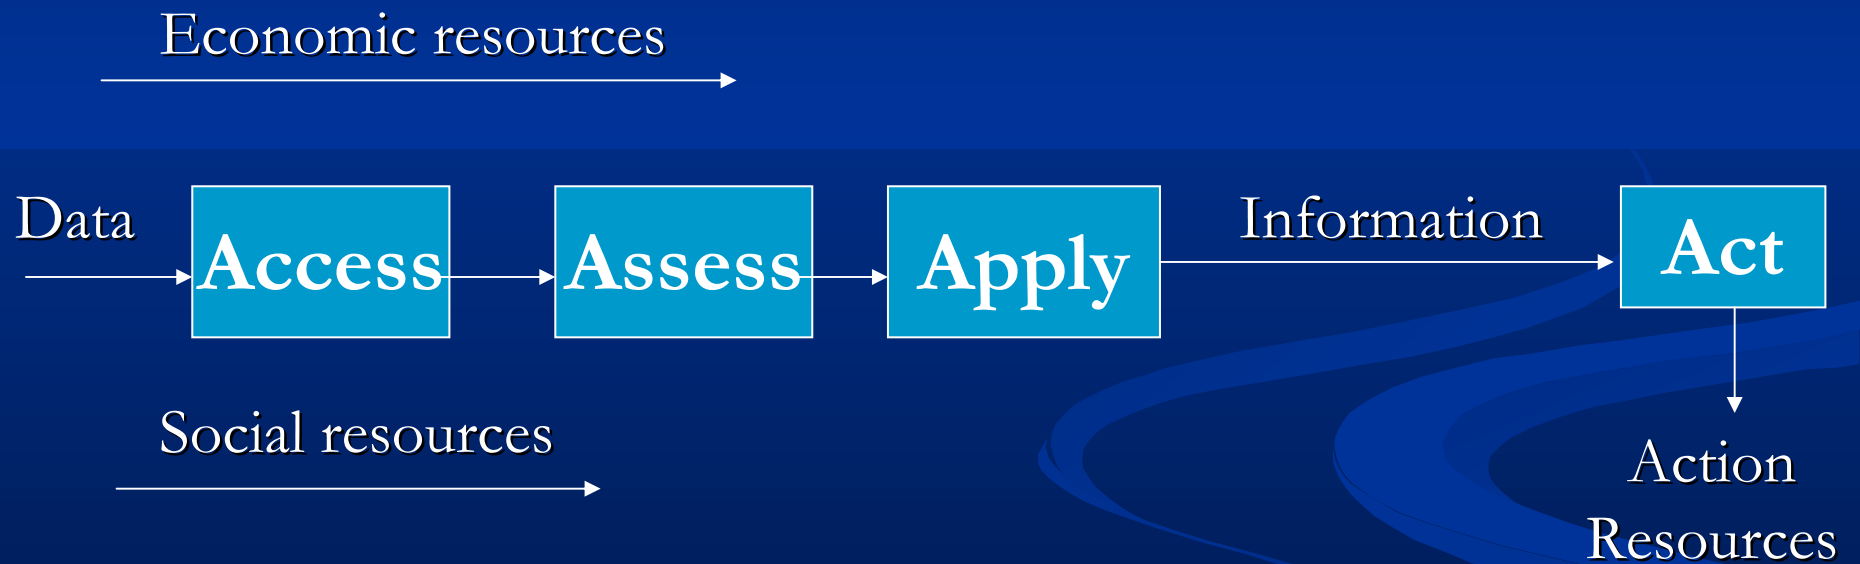 Economic resources
Data
Access
Assess
Apply
Information
Act
Social resources
Action
Resources